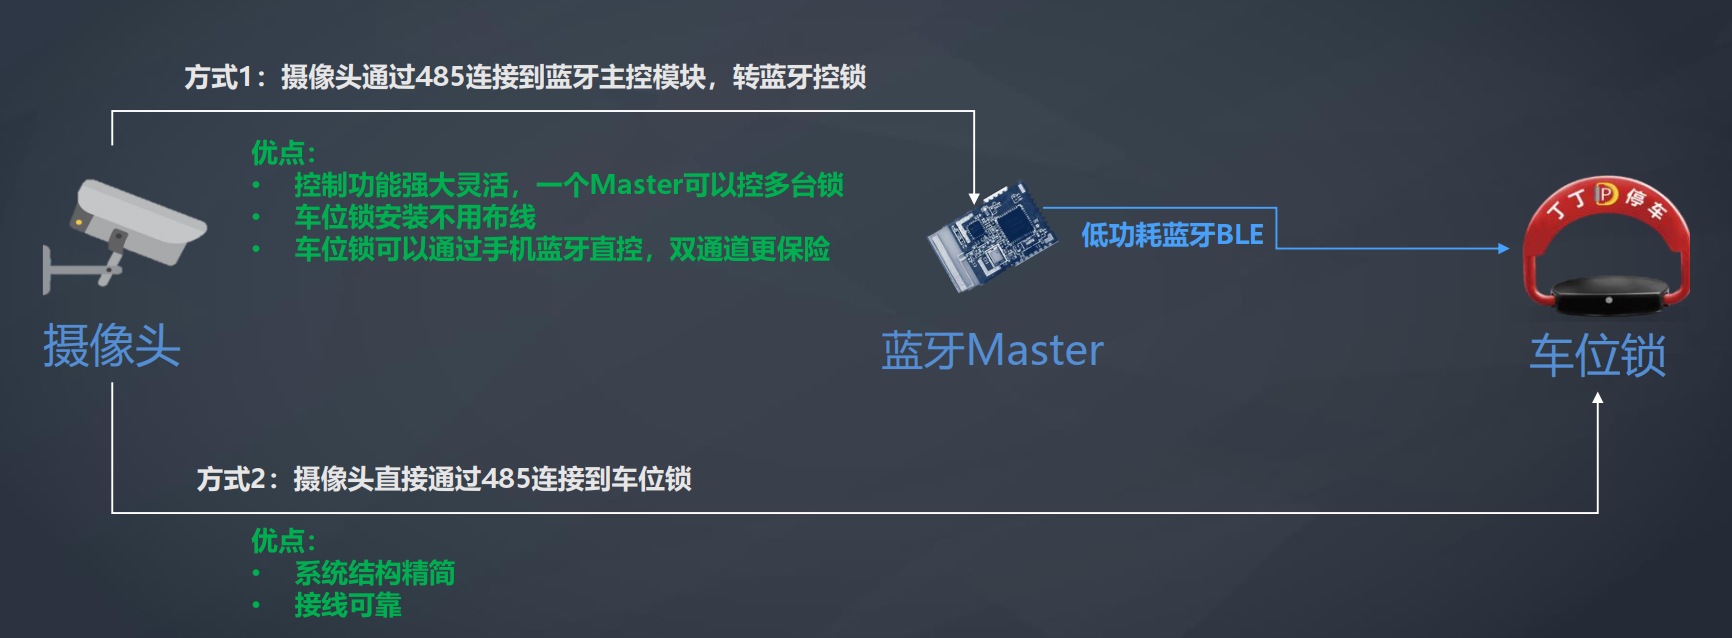 方式1：摄像头通过485连接到蓝牙主控模块，转蓝牙控锁
优点：
• 控制功能强大灵活，一个Master可以控多台锁
• 车位锁安装不用布线
• 车位锁可以通过手机蓝牙直控，双通道更保险
低功耗蓝牙BLE
丁丁P停车
摄像头
蓝牙Master
车位锁
方式2：摄像头直接通过485连接到车位锁
优点：
• 系统结构精简
• 接线可靠